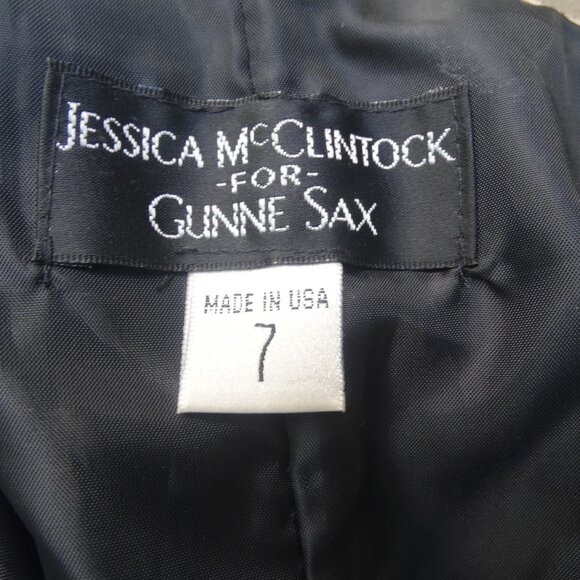 JESSICA MCCLINTOCK
-FOR-
GUNNE SAX
MADE IN USA
7